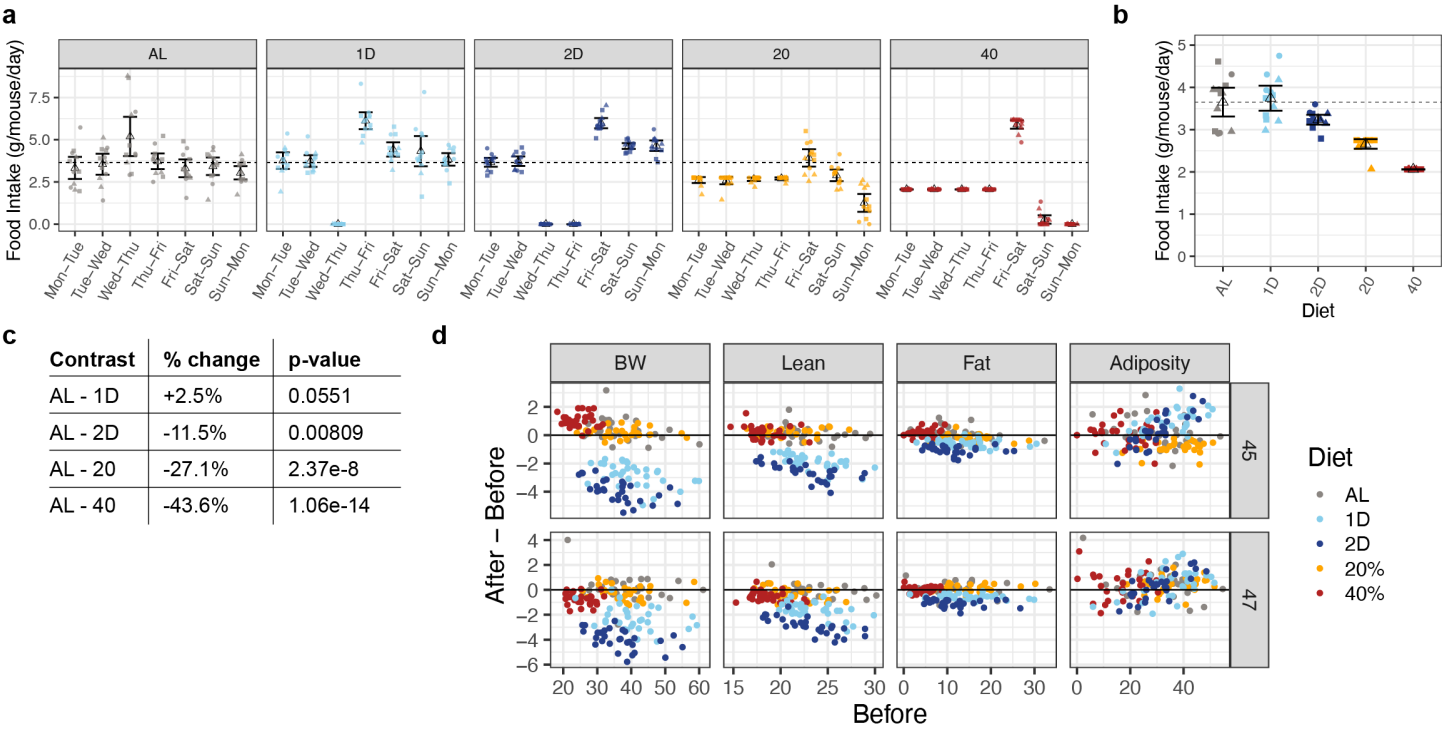 a
AL 1D 2D 20 40
Food Intake (g/mouse/day)
7.5
5.0
2.5
0.0
Mon–Tue Tue–Wed Wed–Thu Thu–Fri Fri–Sat Sat–Sun Sun–Mon
Mon–Tue Tue–Wed Wed–Thu Thu–Fri Fri–Sat Sat–Sun Sun–Mon
Mon–Tue Tue–Wed Wed–Thu Thu–Fri Fri–Sat Sat–Sun Sun–Mon
Mon–Tue Tue–Wed Wed–Thu Thu–Fri Fri–Sat Sat–Sun Sun–Mon
Mon–Tue Tue–Wed Wed–Thu Thu–Fri Fri–Sat Sat–Sun Sun–Mon
b
Food Intake (g/mouse/day)
5
4
3
2
1
0
AL 1D 2D 20 40
Diet
c
Contrast % change p-value
AL - 1D +2.5% 0.0551
AL - 2D -11.5% 0.00809
AL - 20 -27.1% 2.37e-8
AL - 40 -43.6% 1.06e-14
d
BW Lean Fat Adiposity
After – Before
2
0
−2
−4
45
4
2
0
−2
−4
−6
47
20 30 40 50 60 15 20 25 30 0 10 20 30 0 20 40
Before
Diet
AL
1D
2D
20%
40%